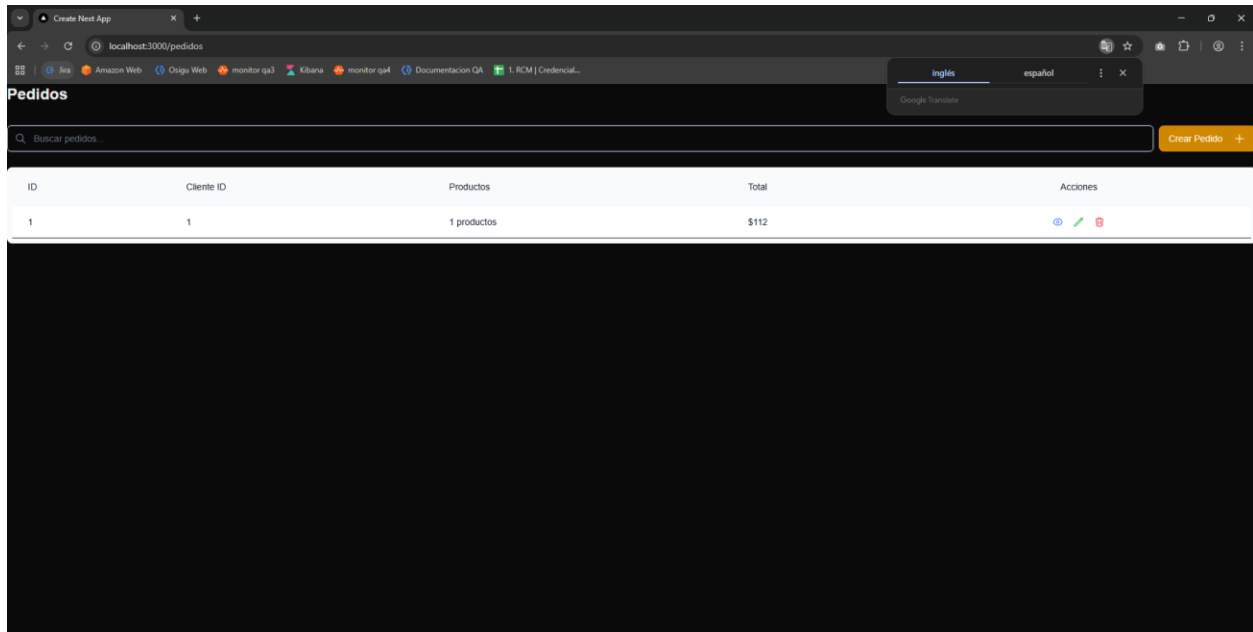 Create Next App
localhost:3000/pedidos
Jira Amazon Web Osigu Web monitor qa3 Kibana monitor qa4 Documentacion QA 1. RCM | Credencial...
inglés español
Google Translate
Pedidos
Buscar pedidos...
Crear Pedido +
ID Cliente ID Productos Total Acciones
1 1 1 productos $112